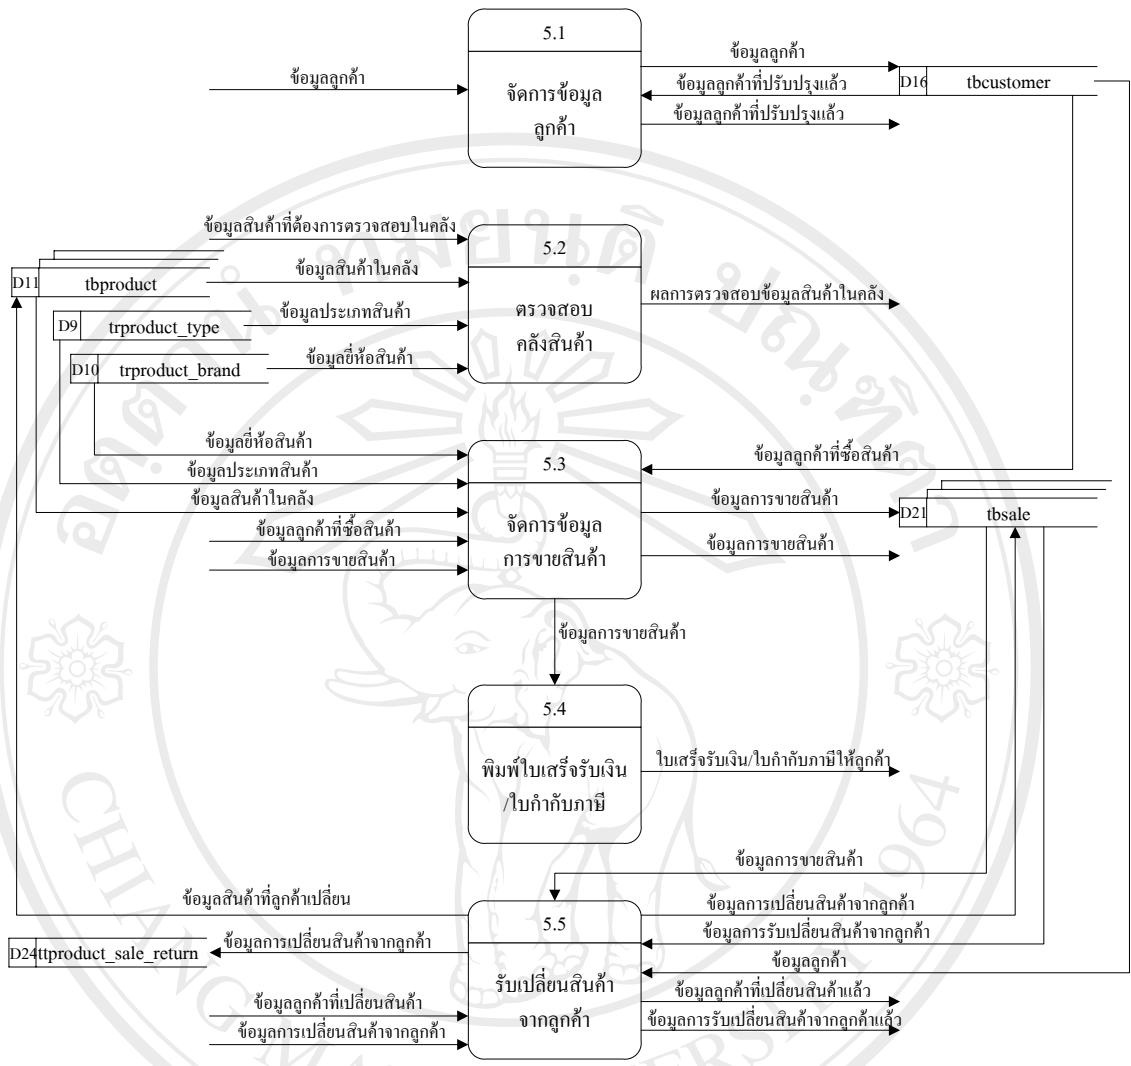 5.1
ข้อมูลลูกค้า
ข้อมูลลูกค้า
จัดการข้อมูล
ลูกค้า
ข้อมูลลูกค้าที่ปรับปรุงแล้ว
D16 tbcustomer
ข้อมูลลูกค้าที่ปรับปรุงแล้ว
ข้อมูลสินค้าที่ต้องการตรวจสอบในคลัง
5.2
D11 tbproduct
ข้อมูลสินค้าในคลัง
ตรวจสอบ
คลังสินค้า
ผลการตรวจสอบข้อมูลสินค้าในคลัง
D9 trproduct_type
ข้อมูลประเภทสินค้า
D10 trproduct_brand
ข้อมูลยี่ห้อสินค้า
ข้อมูลยี่ห้อสินค้า
5.3
ข้อมูลลูกค้าที่ซื้อสินค้า
ข้อมูลประเภทสินค้า
ข้อมูลสินค้าในคลัง
จัดการข้อมูล
การขายสินค้า
ข้อมูลการขายสินค้า
D21 tbsale
ข้อมูลลูกค้าที่ซื้อสินค้า
ข้อมูลการขายสินค้า
ข้อมูลการขายสินค้า
ข้อมูลการขายสินค้า
5.4
พิมพ์ใบเสร็จรับเงิน
/ใบกำกับภาษี
ใบเสร็จรับเงิน/ใบกำกับภาษีให้ลูกค้า
ข้อมูลการขายสินค้า
ข้อมูลสินค้าที่ลูกค้าเปลี่ยน
5.5
ข้อมูลการเปลี่ยนสินค้าจากลูกค้า
D24 ttproduct_sale_return
ข้อมูลการเปลี่ยนสินค้าจากลูกค้า
ข้อมูลการรับเปลี่ยนสินค้าจากลูกค้า
รับเปลี่ยนสินค้า
จากลูกค้า
ข้อมูลลูกค้า
ข้อมูลลูกค้าที่เปลี่ยนสินค้า
ข้อมูลลูกค้าที่เปลี่ยนสินค้าแล้ว
ข้อมูลการเปลี่ยนสินค้าจากลูกค้า
ข้อมูลการรับเปลี่ยนสินค้าจากลูกค้าแล้ว